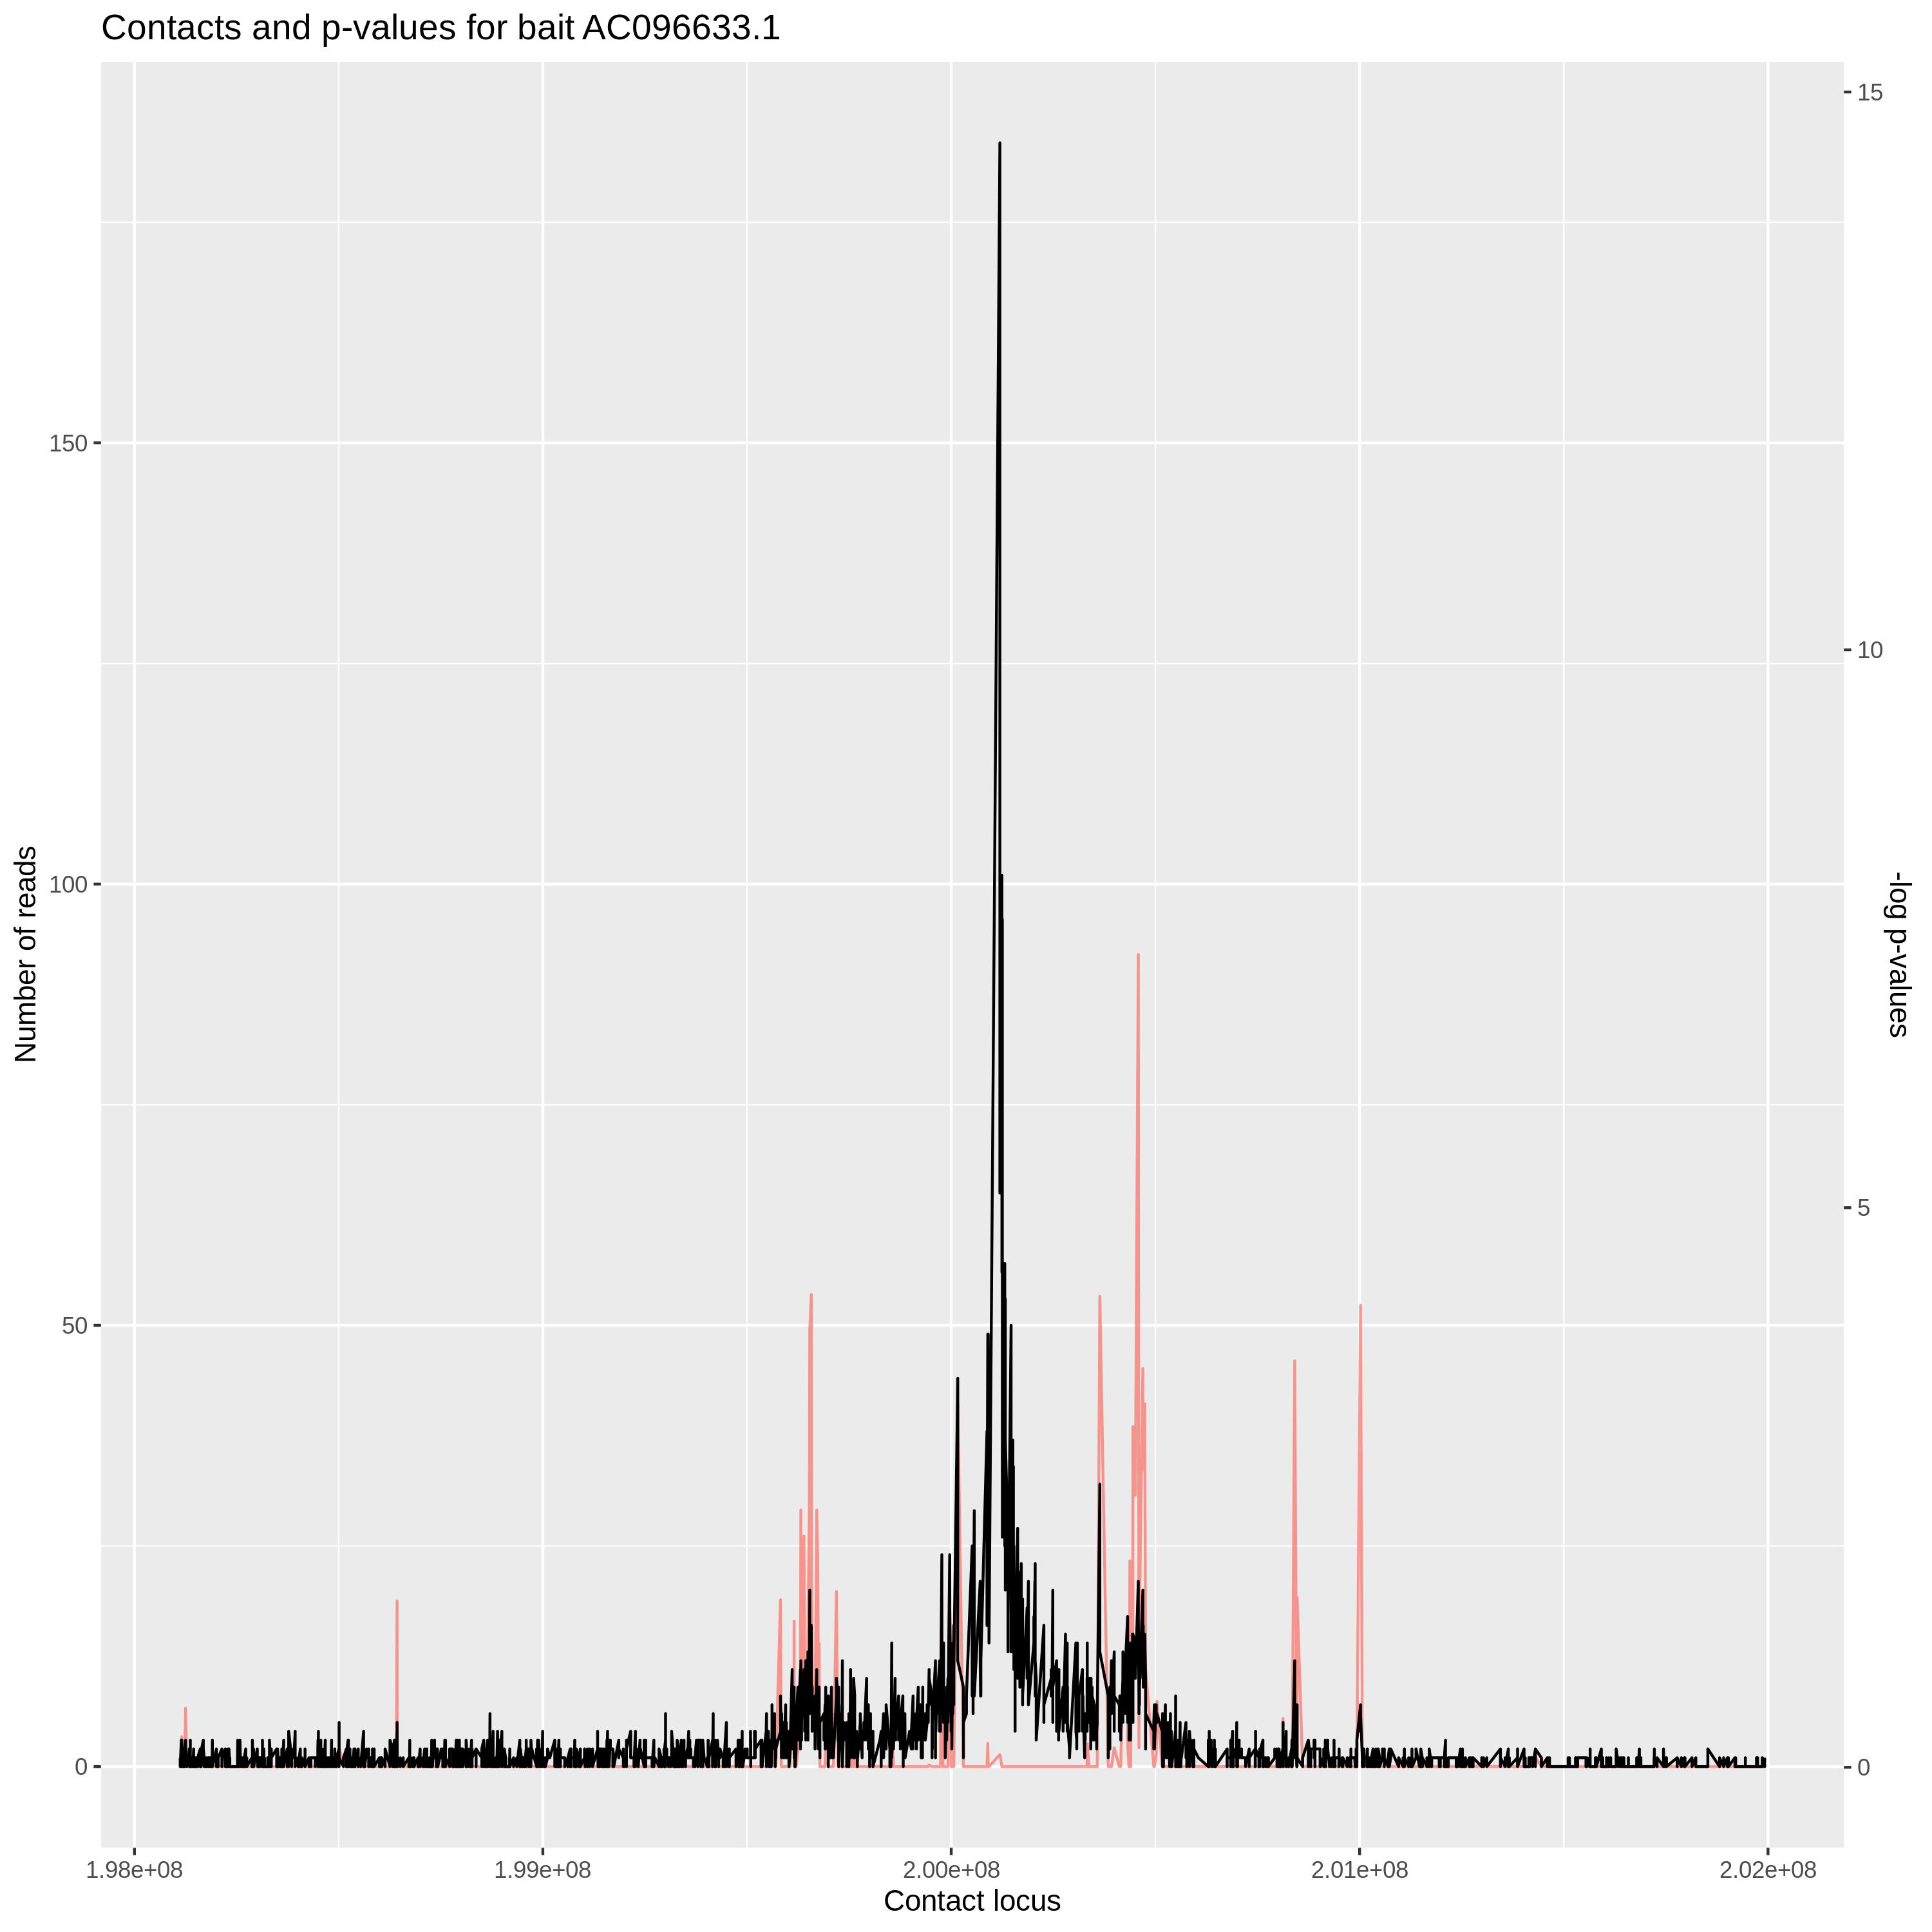 Contacts and p-values for bait AC096633.1
15
150
10
100
Number of reads
-log p-values
5
50
0
0
1.98e+08
1.99e+08
2.00e+08
2.01e+08
2.02e+08
Contact locus